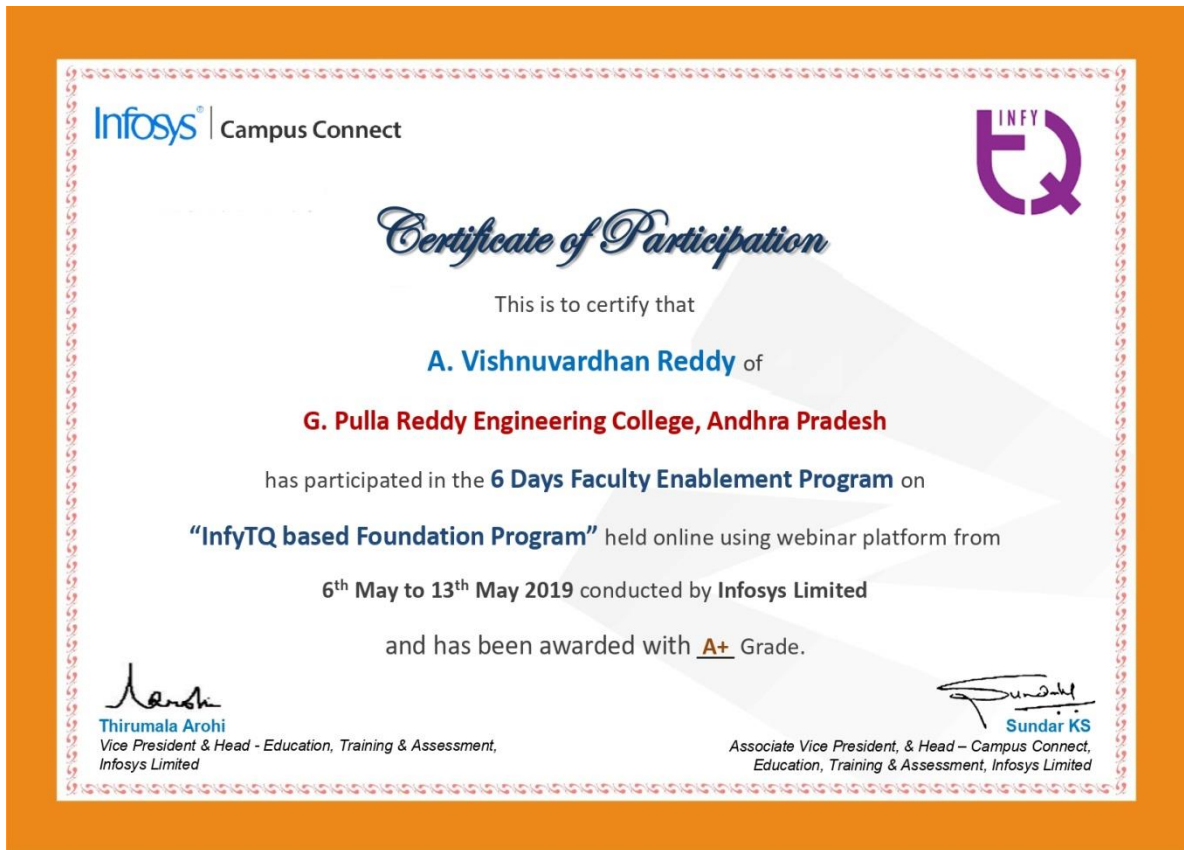 Infosys® | Campus Connect
INFY
TQ
Certificate of Participation
This is to certify that
A. Vishnuvardhan Reddy of
G. Pulla Reddy Engineering College, Andhra Pradesh
has participated in the 6 Days Faculty Enablement Program on
“InfyTQ based Foundation Program” held online using webinar platform from
6th May to 13th May 2019 conducted by Infosys Limited
and has been awarded with A+ Grade.
Thirumala Arohi
Vice President & Head - Education, Training & Assessment,
Infosys Limited
Sundar KS
Associate Vice President, & Head – Campus Connect,
Education, Training & Assessment, Infosys Limited